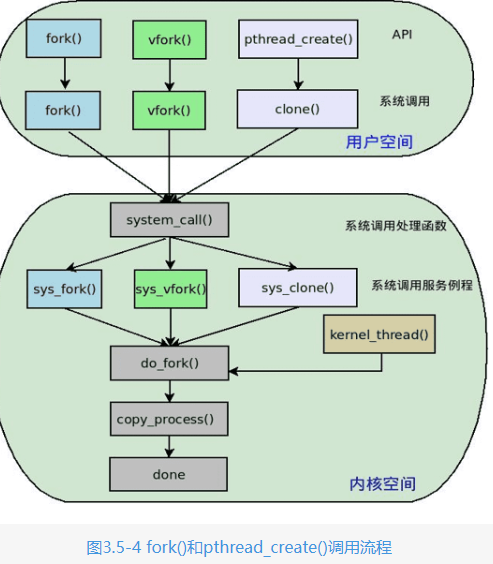 fork()
vfork()
pthread_create()
API
fork()
vfork()
clone()
系统调用
用户空间
system_call()
系统调用处理函数
sys_fork()
sys_vfork()
sys_clone()
系统调用服务例程
kernel_thread()
do_fork()
copy_process()
done
内核空间
图3.5-4 fork()和pthread_create()调用流程